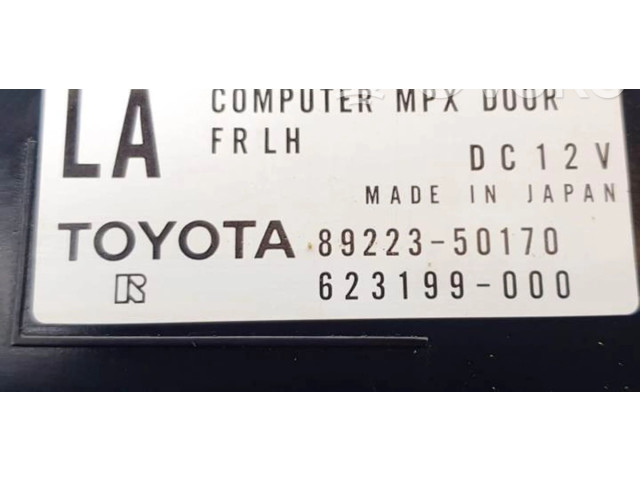 LA
COMPUTER MPX DOOR
FR LH
DC12V
MADE IN JAPAN
TOYOTA 89223-50170
R 623199-000